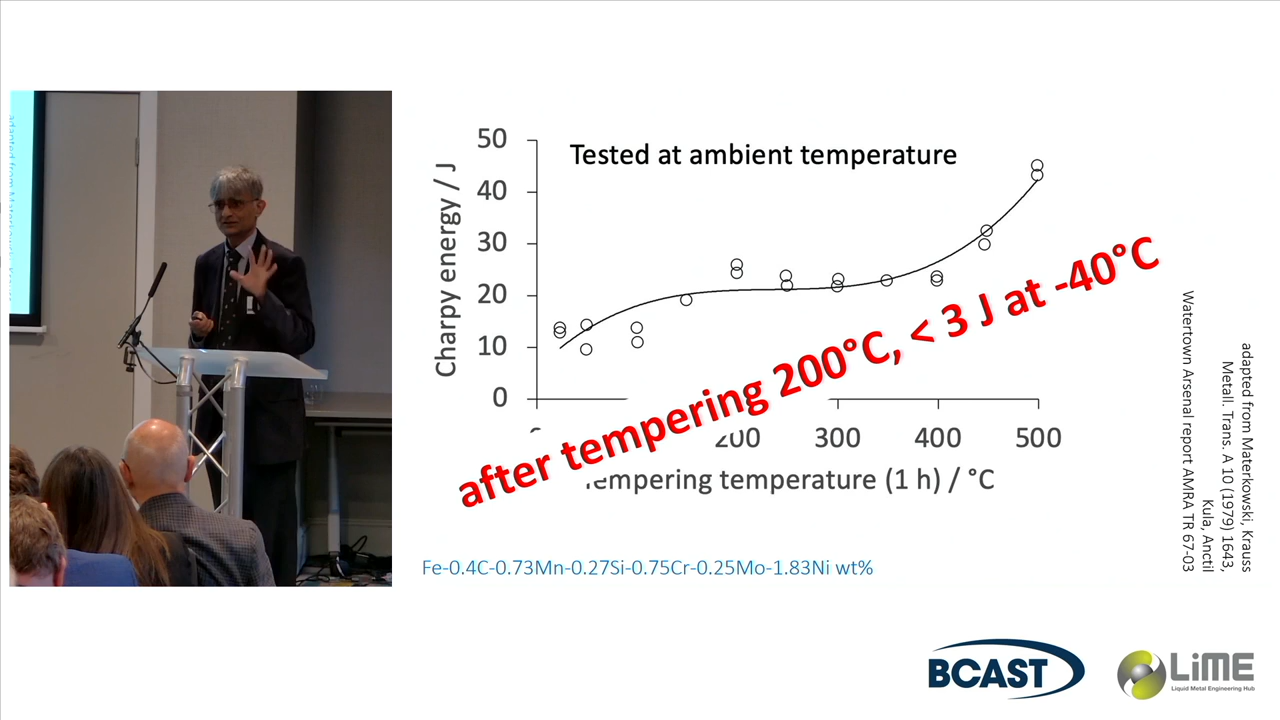 50
Tested at ambient temperature
40
30
20
10
0
Charpy energy / J
200
300
400
500
Tempering temperature (1 h) / °C
after tempering 200°C, < 3 J at -40°C
adapted from Materkowski, Krauss
Metall. Trans. A 10 (1979) 1643,
Kula, Anctil
Watertown Arsenal report AMRA TR 67-03
Fe-0.4C-0.73Mn-0.27Si-0.75Cr-0.25Mo-1.83Ni wt%
BCAST
LiME
Liquid Metal Engineering Hub